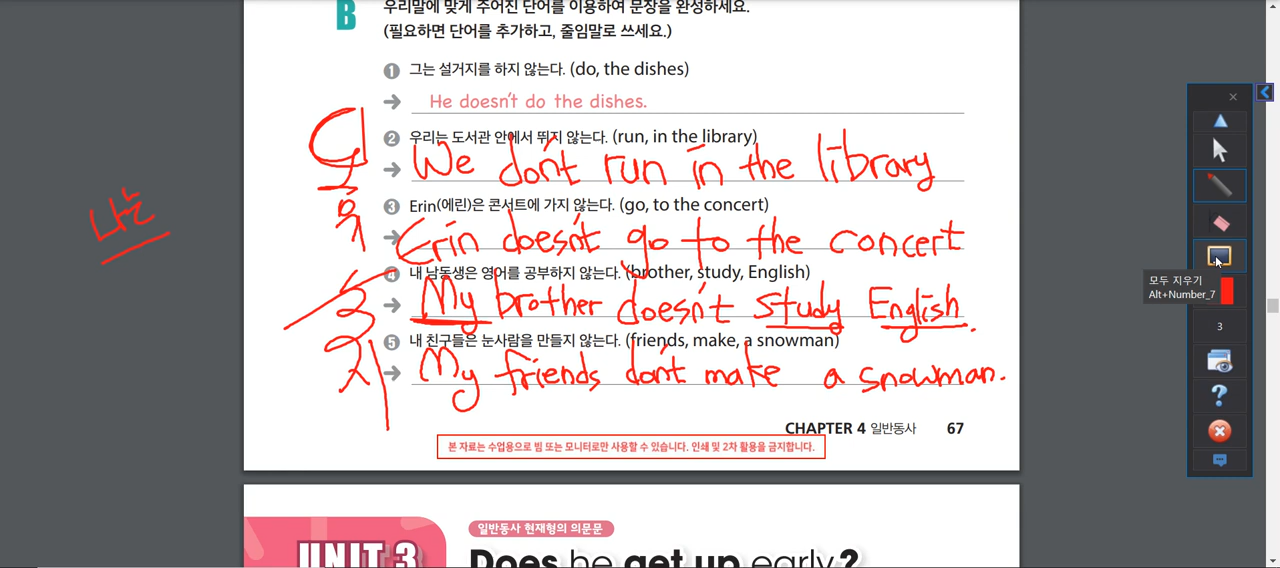 B 우리말에 맞게 주어진 단어를 이용하여 문장을 완성하세요.
(필요하면 단어를 추가하고, 줄임말로 쓰세요.)
1 그는 설거지를 하지 않는다. (do, the dishes)
→ He doesn't do the dishes.
2 우리는 도서관 안에서 뛰지 않는다. (run, in the library)
→ We don't run in the library
3 Erin(에린)은 콘서트에 가지 않는다. (go, to the concert)
→ Erin doesn't go to the concert
4 내 남동생은 영어를 공부하지 않는다. (brother, study, English)
→ My brother doesn't study English.
5 내 친구들은 눈사람을 만들지 않는다. (friends, make, a snowman)
→ My friends don't make a snowman.
나는
CHAPTER 4 일반동사 67
본 자료는 수업용으로 빔 또는 모니터로만 사용할 수 있습니다. 인쇄 및 2차 활용을 금지합니다.
모두 지우기
Alt+Number_7
3
일반동사 현재형의 의문문
UNIT 3
Does he get up early?